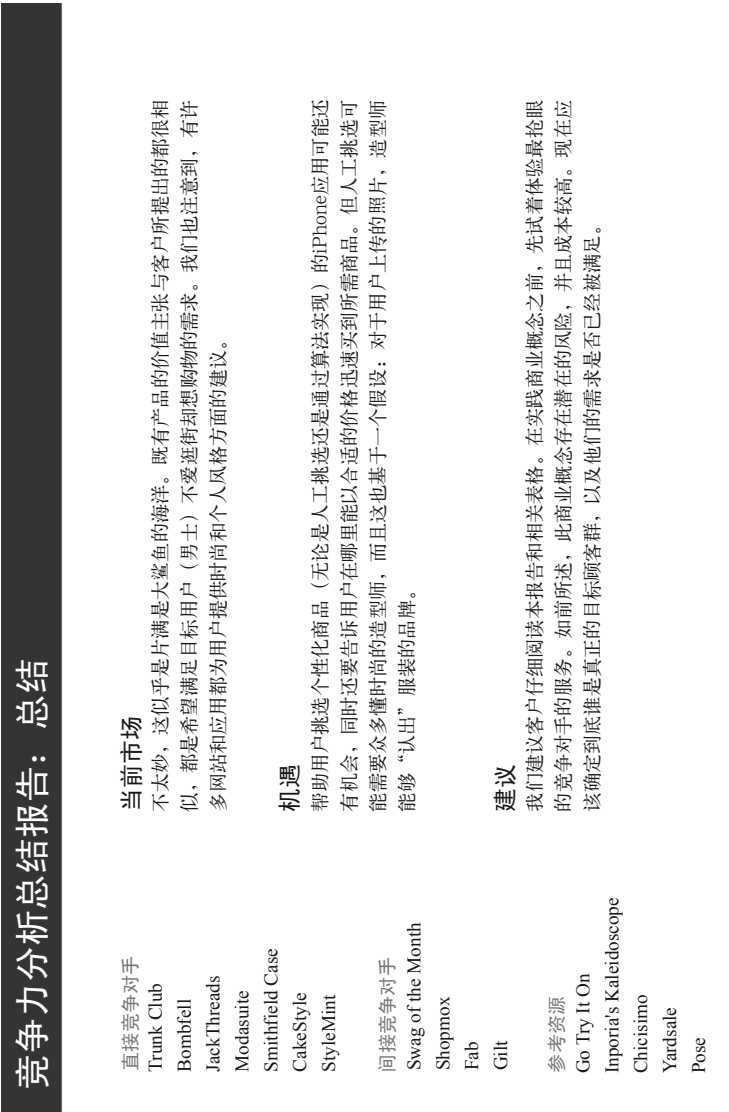 竞争力分析总结报告：总结
直接竞争对手
Trunk Club
Bombfell
JackThreads
Modasuite
Smithfield Case
CakeStyle
StyleMint
间接竞争对手
Swag of the Month
Shopmox
Fab
Gilt
参考资源
Go Try It On
Inporia's Kaleidoscope
Chicisimo
Yardsale
Pose
当前市场
不太妙，这似乎是片满是大鲨鱼的海洋。既有产品的价值主张与客户所提出的都很相
似，都是希望满足目标用户（男士）不爱逛街却想购物的需求。我们也注意到，有许
多网站和应用都为用户提供时尚和个人风格方面的建议。
机遇
帮助用户挑选个性化商品（无论是人工挑选还是通过算法实现）的iPhone应用可能还
有机会，同时还要告诉用户在哪里能以合适的价格迅速买到所需商品。但人工挑选可
能需要众多懂时尚的造型师，而且这也基于一个假设：对于用户上传的照片，造型师
能够“认出”服装的品牌。
建议
我们建议客户仔细阅读本报告和相关表格。在实践商业概念之前，先试着体验最抢眼
的竞争对手的服务。如前所述，此商业概念存在潜在的风险，并且成本较高。现在应
该确定到底谁是真正的目标顾客群，以及他们的需求是否已经被满足。